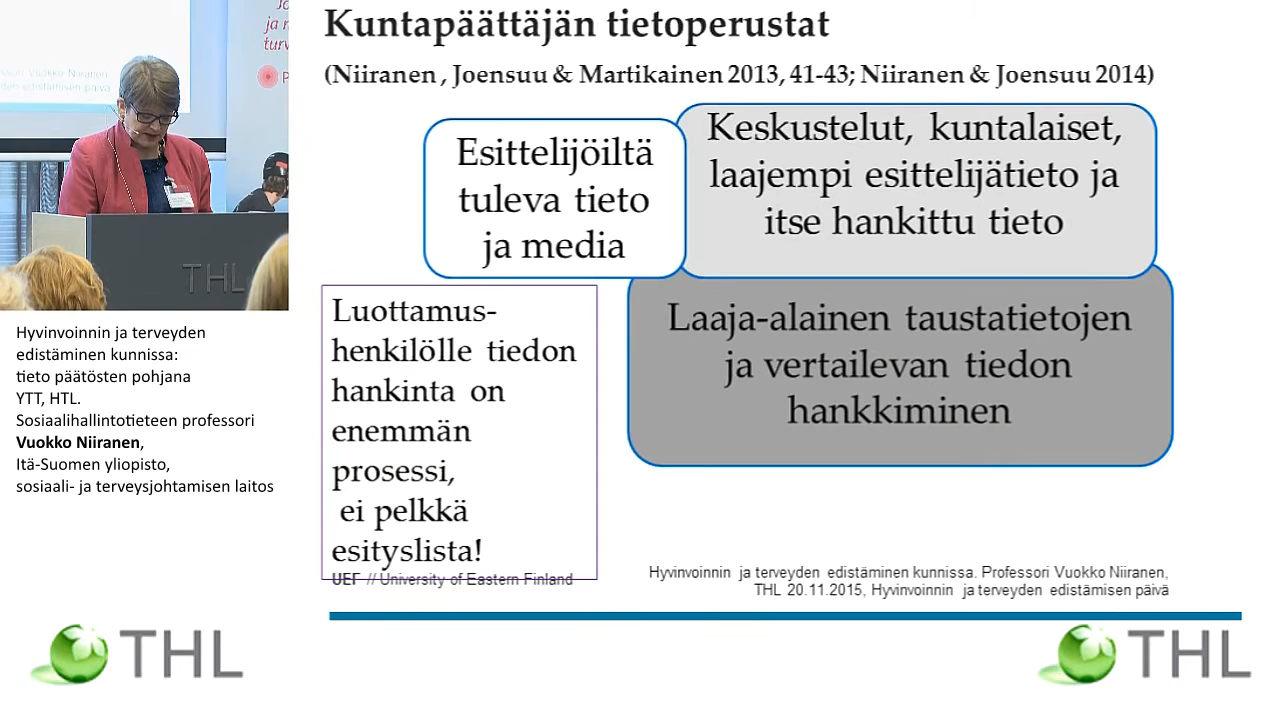 Kuntapäättäjän tietoperustat
(Niiranen , Joensuu & Martikainen 2013, 41-43; Niiranen & Joensuu 2014)
Esittelijöiltä
tuleva tieto
ja media
Keskustelut, kuntalaiset,
laajempi esittelijätieto ja
itse hankittu tieto
Laaja-alainen taustatietojen
ja vertailevan tiedon
hankkiminen
Luottamus-
henkilölle tiedon
hankinta on
enemmän
prosessi,
ei pelkkä
esityslista!
UEF // University of Eastern Finland
Hyvinvoinnin ja terveyden edistäminen kunnissa. Professori Vuokko Niiranen,
THL 20.11.2015, Hyvinvoinnin ja terveyden edistämisen päivä
THL
Hyvinvoinnin ja terveyden
edistäminen kunnissa:
tieto päätösten pohjana
YTT, HTL.
Sosiaalihallintotieteen professori
Vuokko Niiranen,
Itä-Suomen yliopisto,
sosiaali- ja terveysjohtamisen laitos
THL
THL